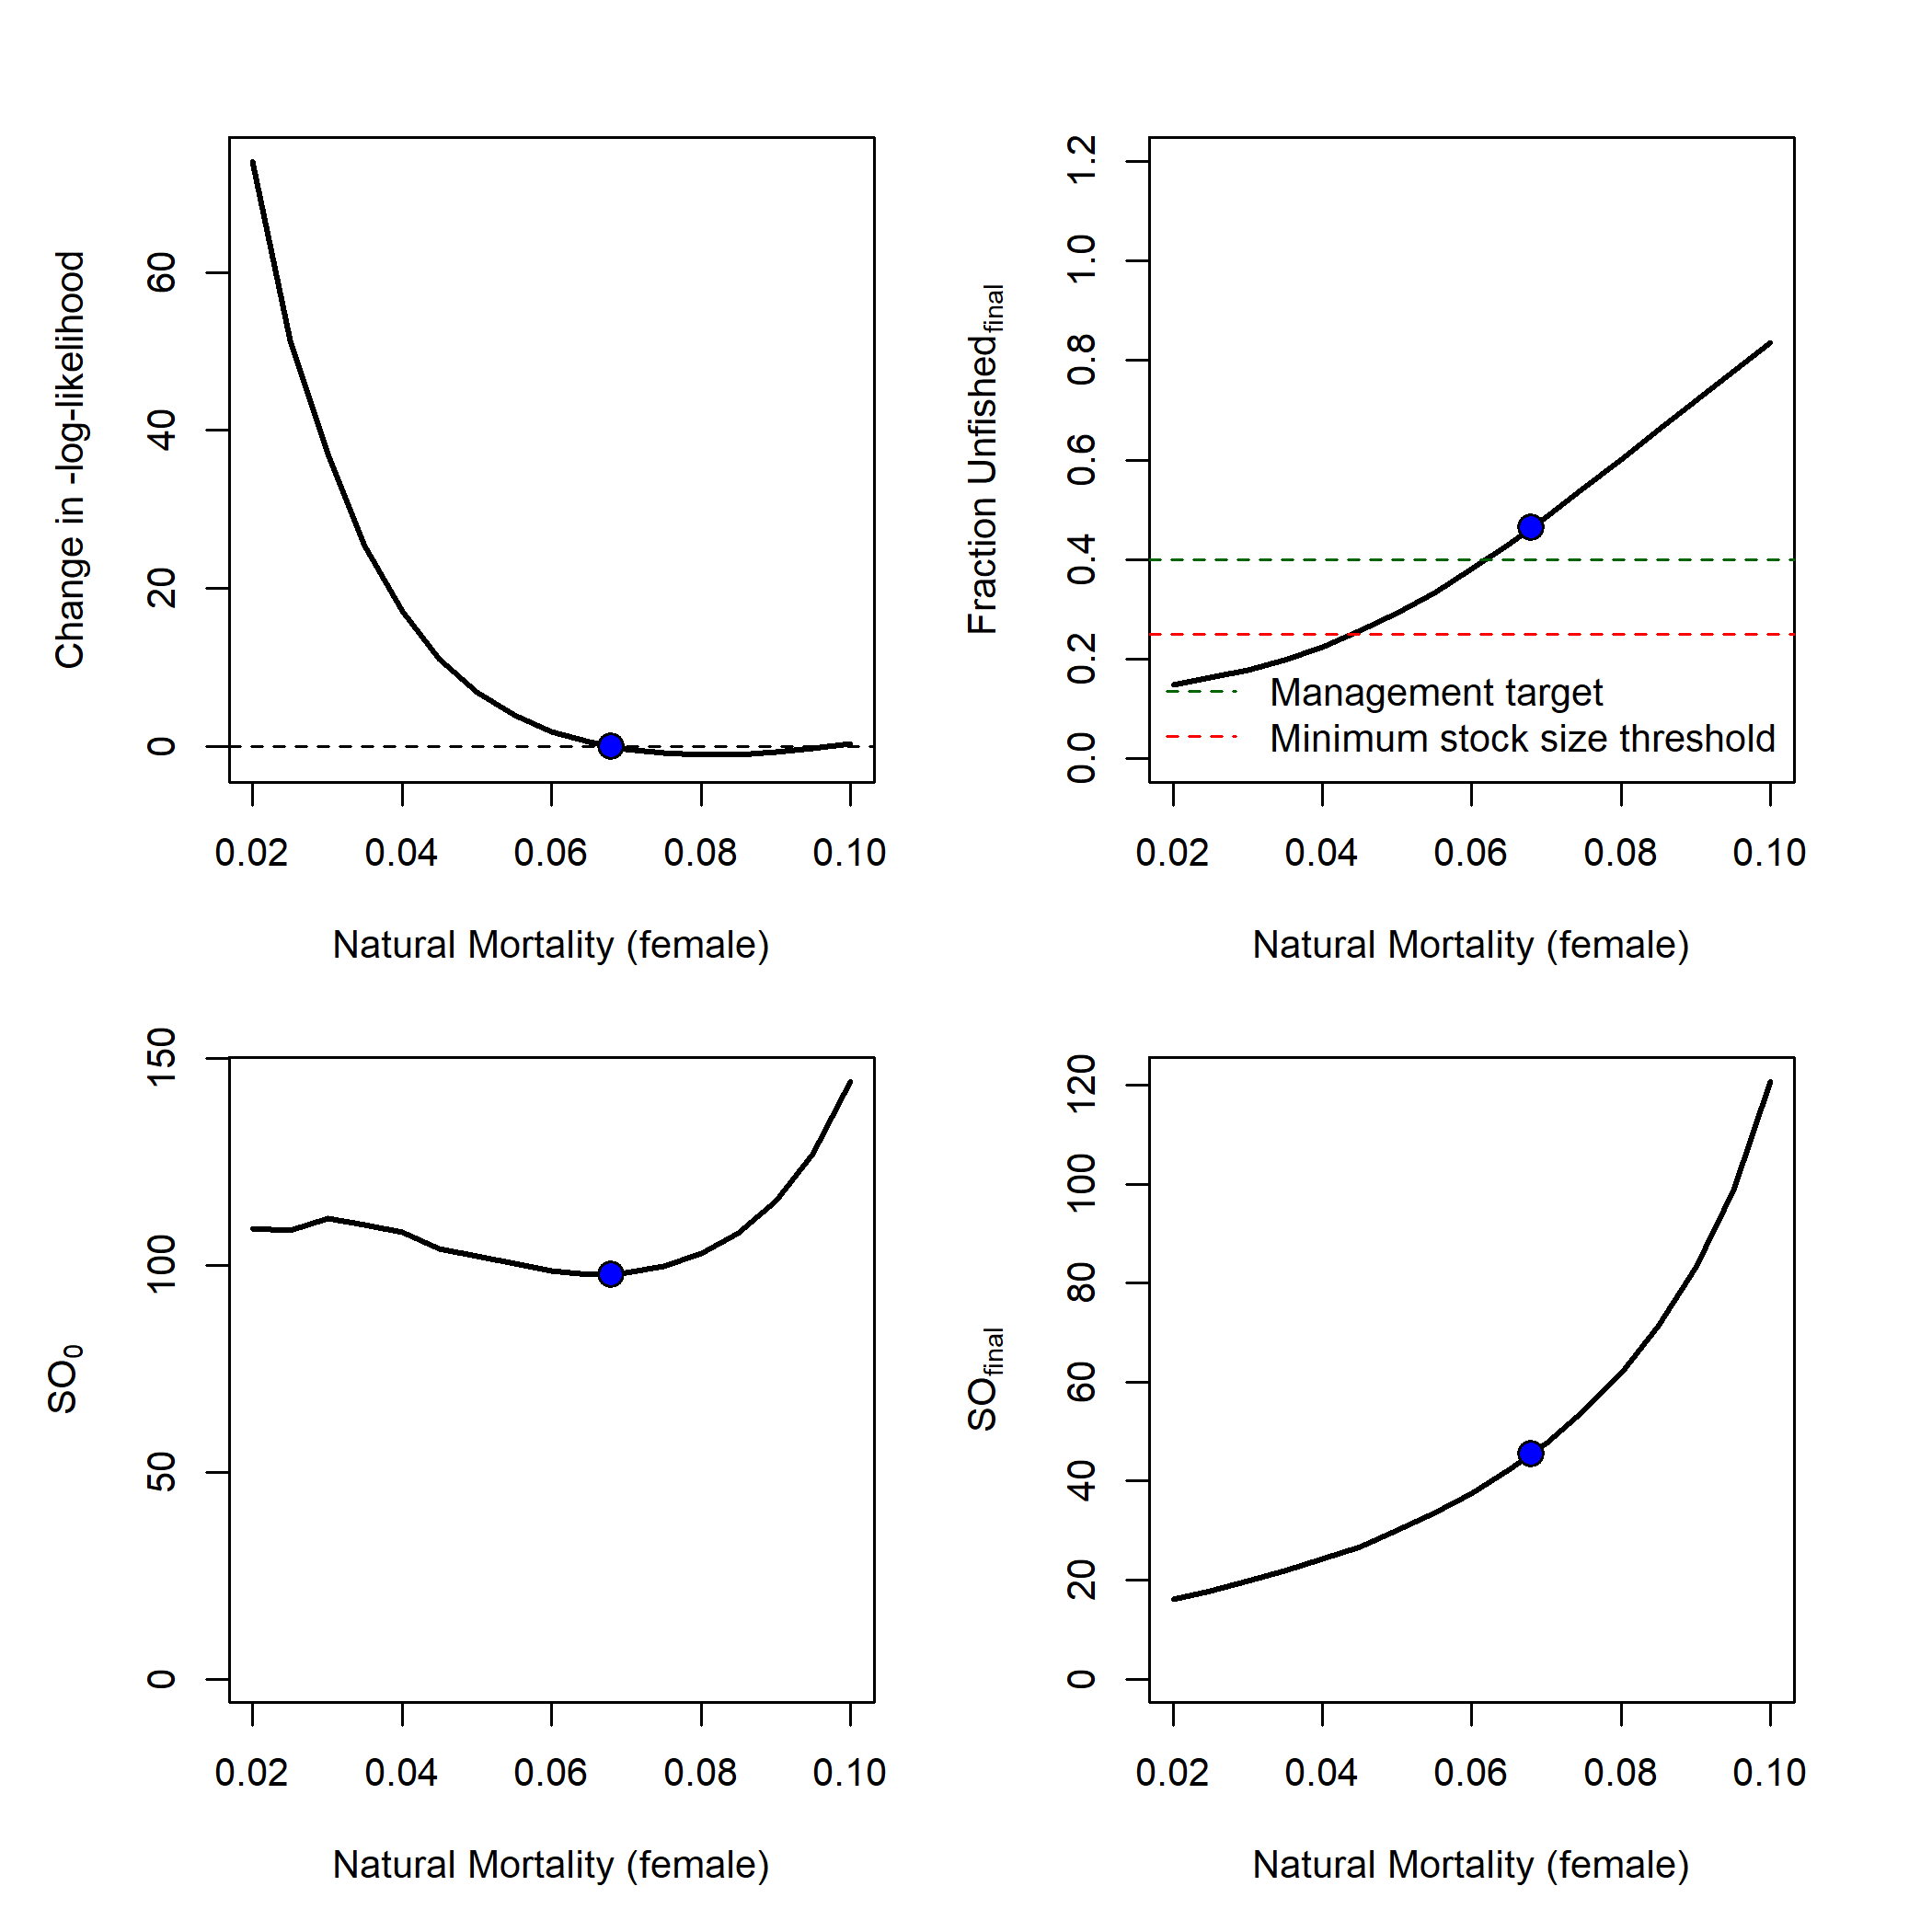 Change in -log-likelihood
60
40
20
0
0.02 0.04 0.06 0.08 0.10
Natural Mortality (female)
Fraction Unfished final
1.2
1.0
0.8
0.6
0.4
0.2
0.0
Management target
Minimum stock size threshold
0.02 0.04 0.06 0.08 0.10
Natural Mortality (female)
SO0
150
100
50
0
0.02 0.04 0.06 0.08 0.10
Natural Mortality (female)
SOfinal
120
100
80
60
40
20
0
0.02 0.04 0.06 0.08 0.10
Natural Mortality (female)